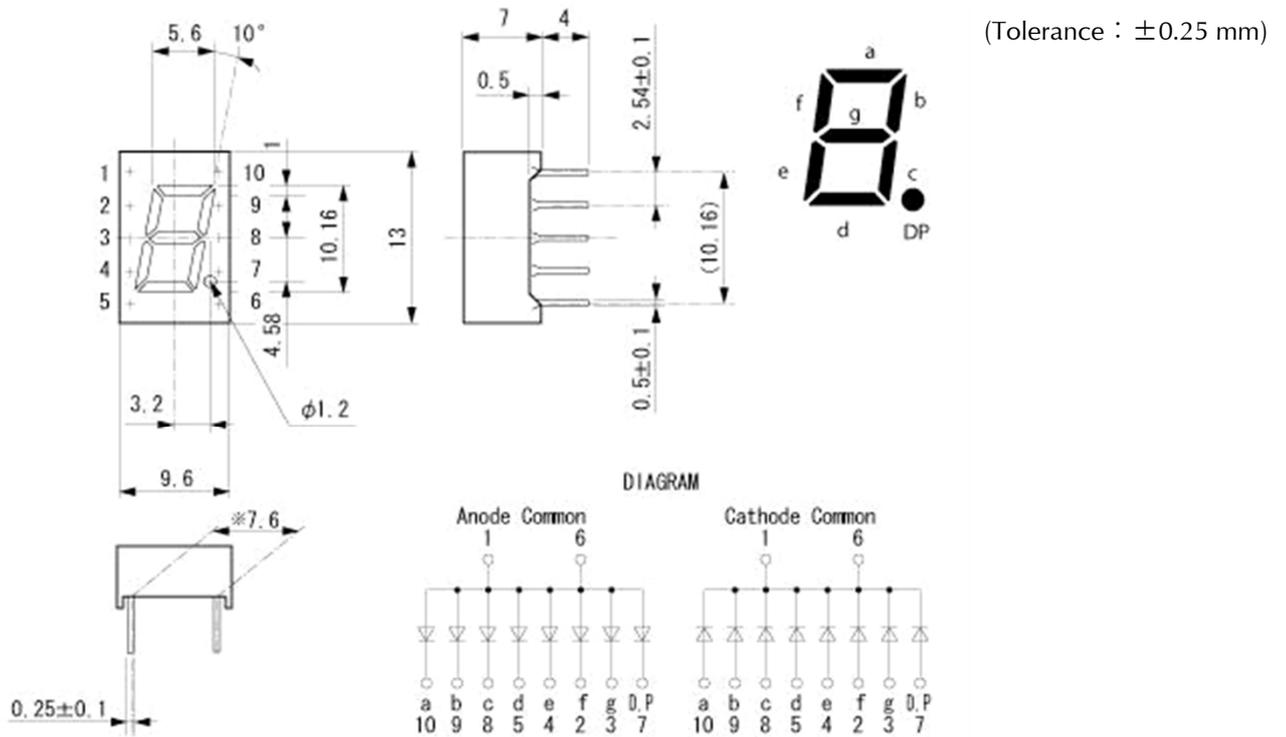 (Tolerance：±0.25 mm)
5.6
10°
7
4
0.5
2.54±0.1
a
f
b
g
e
c
d
DP
1
1
10
2
9
3
8
4
7
5
6
10.16
13
(10.16)
4.58
0.5±0.1
3.2
φ1.2
9.6
DIAGRAM
※7.6
Anode Common
1
6
Cathode Common
1
6
0.25±0.1
a b c d e f g D.P
10 9 8 5 4 2 3 7
a b c d e f g D.P
10 9 8 5 4 2 3 7